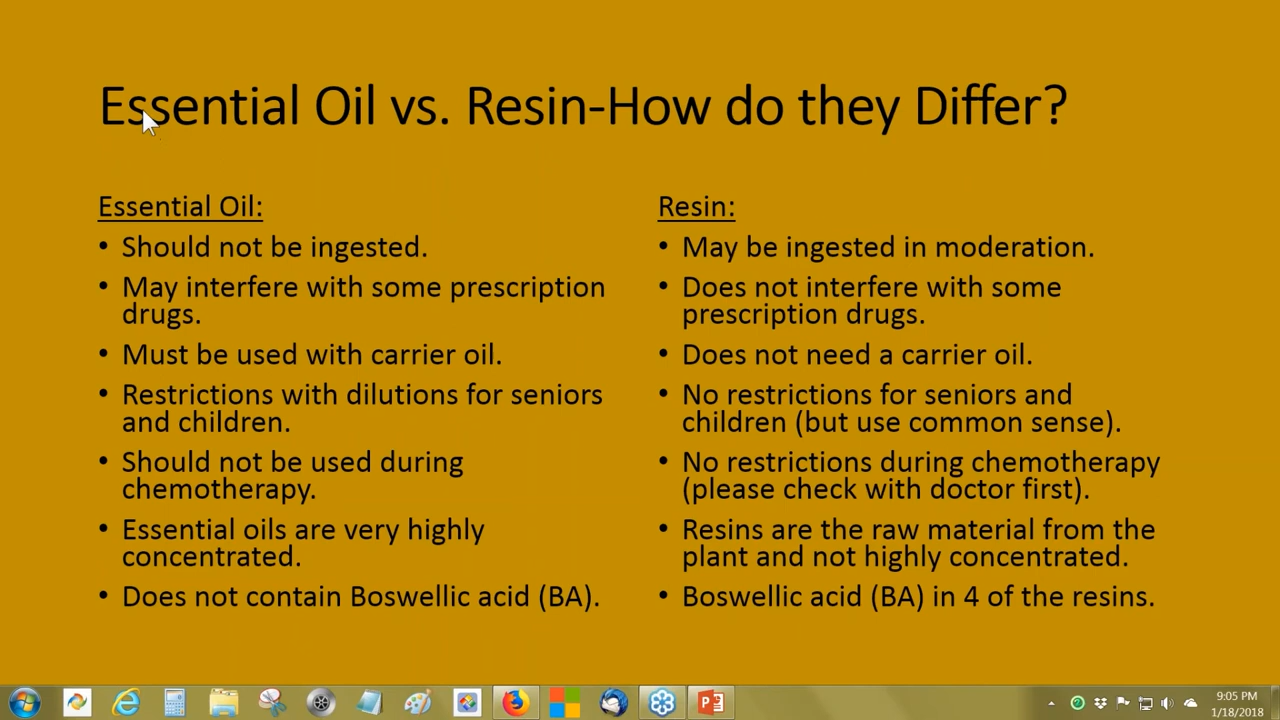 Essential Oil vs. Resin-How do they Differ?
Essential Oil:
• Should not be ingested.
• May interfere with some prescription
drugs.
• Must be used with carrier oil.
• Restrictions with dilutions for seniors
and children.
• Should not be used during
chemotherapy.
• Essential oils are very highly
concentrated.
• Does not contain Boswellic acid (BA).
Resin:
• May be ingested in moderation.
• Does not interfere with some
prescription drugs.
• Does not need a carrier oil.
• No restrictions for seniors and
children (but use common sense).
• No restrictions during chemotherapy
(please check with doctor first).
• Resins are the raw material from the
plant and not highly concentrated.
• Boswellic acid (BA) in 4 of the resins.
9:05 PM
1/18/2018